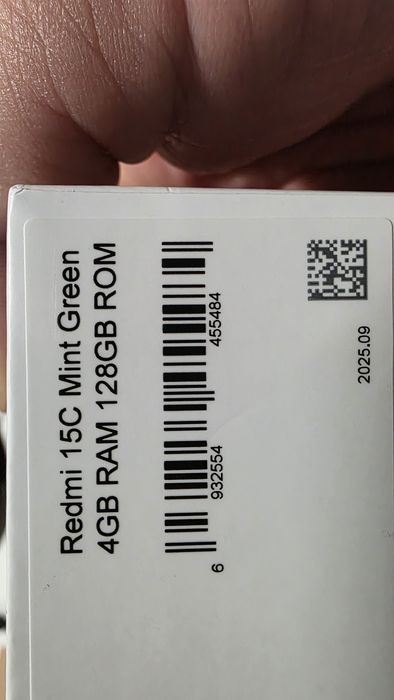 Redmi 15C Mint Green
4GB RAM 128GB ROM
6 932554 455484
2025.09